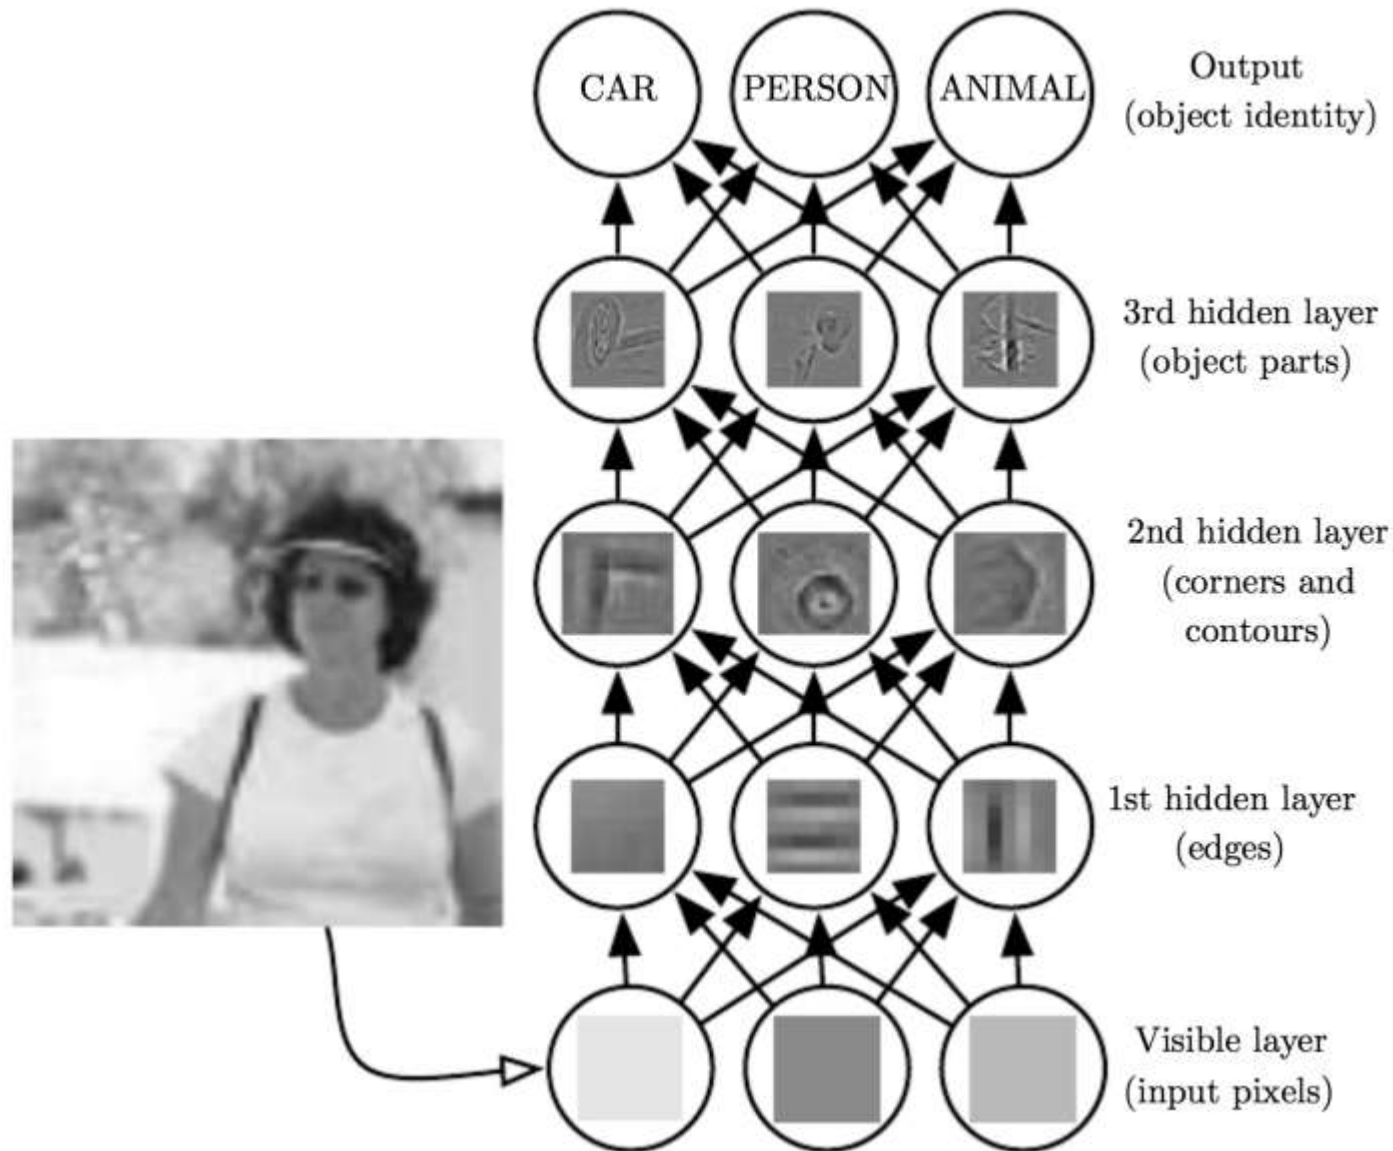 CAR PERSON ANIMAL
Output
(object identity)
3rd hidden layer
(object parts)
2nd hidden layer
(corners and
contours)
1st hidden layer
(edges)
Visible layer
(input pixels)